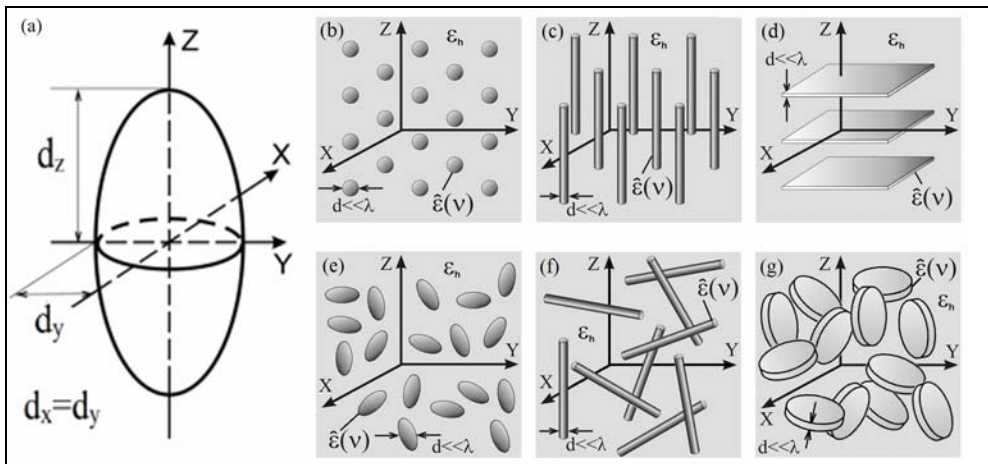 (a)
Z
X
Y
d_z
d_y
d_x=d_y
(b)
Z
ε_h
Y
X
d<<λ
ε̂(ν)
(c)
Z
ε_h
Y
X
d<<λ
ε̂(ν)
(d)
Z
ε_h
d<<λ
Y
X
ε̂(ν)
(e)
Z
ε_h
Y
X
ε̂(ν)
d<<λ
(f)
Z
ε̂(ν)
ε_h
Y
X
d<<λ
(g)
Z
ε̂(ν)
ε_h
Y
X
d<<λ